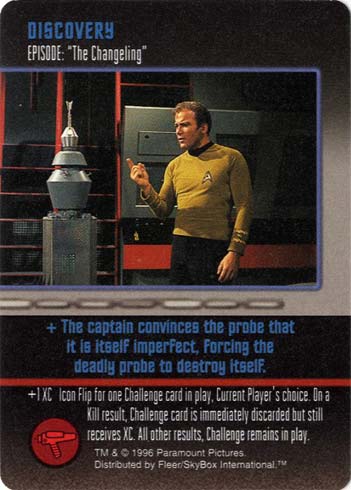 DISCOVERY
EPISODE: "The Changeling"
+ The captain convinces the probe that
it is itself imperfect, forcing the
deadly probe to destroy itself.
+1 XC Icon Flip for one Challenge card in play, Current Player's choice. On a
Kill result, Challenge card is immediately discarded but still
receives XC. All other results, Challenge remains in play.
TM & © 1996 Paramount Pictures.
Distributed by Fleer/SkyBox International.™